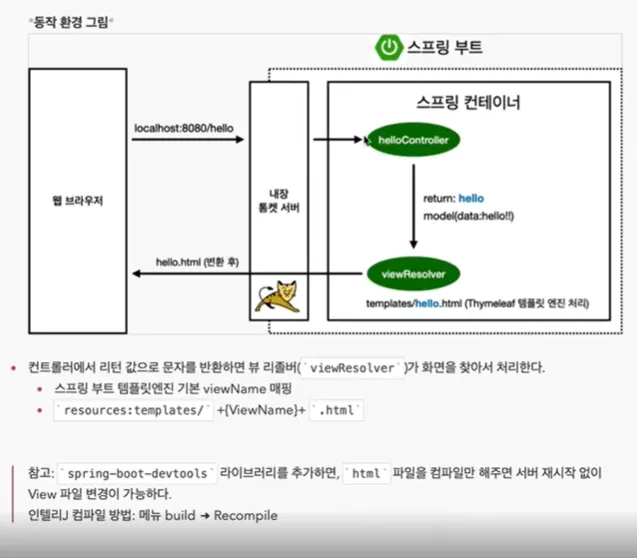 *동작 환경 그림*
스프링 부트
스프링 컨테이너
localhost:8080/hello
helloController
웹 브라우저
내장
톰켓 서버
return: hello
model(data:hello!!)
hello.html (변환 후)
viewResolver
templates/hello.html (Thymeleaf 템플릿 엔진 처리)
컨트롤러에서 리턴 값으로 문자를 반환하면 뷰 리졸버(`viewResolver`)가 화면을 찾아서 처리한다.
스프링 부트 템플릿엔진 기본 viewName 매핑
`resources:templates/` +{ViewName}+ `.html`
참고: `spring-boot-devtools` 라이브러리를 추가하면, `html` 파일을 컴파일만 해주면 서버 재시작 없이
View 파일 변경이 가능하다.
인텔리J 컴파일 방법: 메뉴 build → Recompile